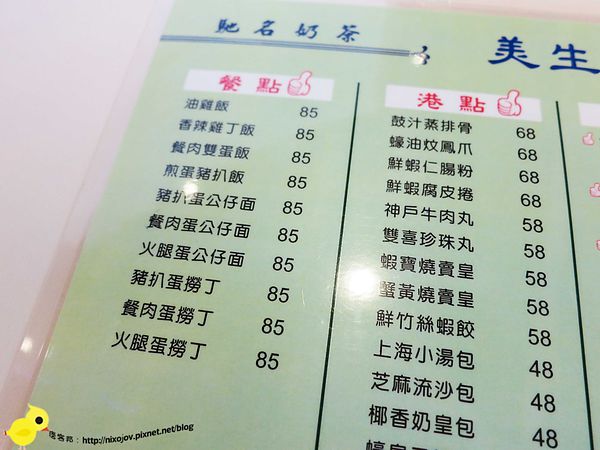 馳名奶茶
美生
餐點
油雞飯 85
香辣雞丁飯 85
餐肉雙蛋飯 85
煎蛋豬扒飯 85
豬扒蛋公仔面 85
餐肉蛋公仔面 85
火腿蛋公仔面 85
豬扒蛋撈丁 85
餐肉蛋撈丁 85
火腿蛋撈丁 85
港點
鼓汁蒸排骨 68
蠔油炆鳳爪 68
鮮蝦仁腸粉 68
鮮蝦腐皮捲 68
神戶牛肉丸 58
雙喜珍珠丸 58
蝦寶燒賣皇 58
蟹黃燒賣皇 58
鮮竹絲蝦餃 58
上海小湯包 48
芝麻流沙包 48
椰香奶皇包 48
痞客邦：http://nixojov.pixnet.net/blog